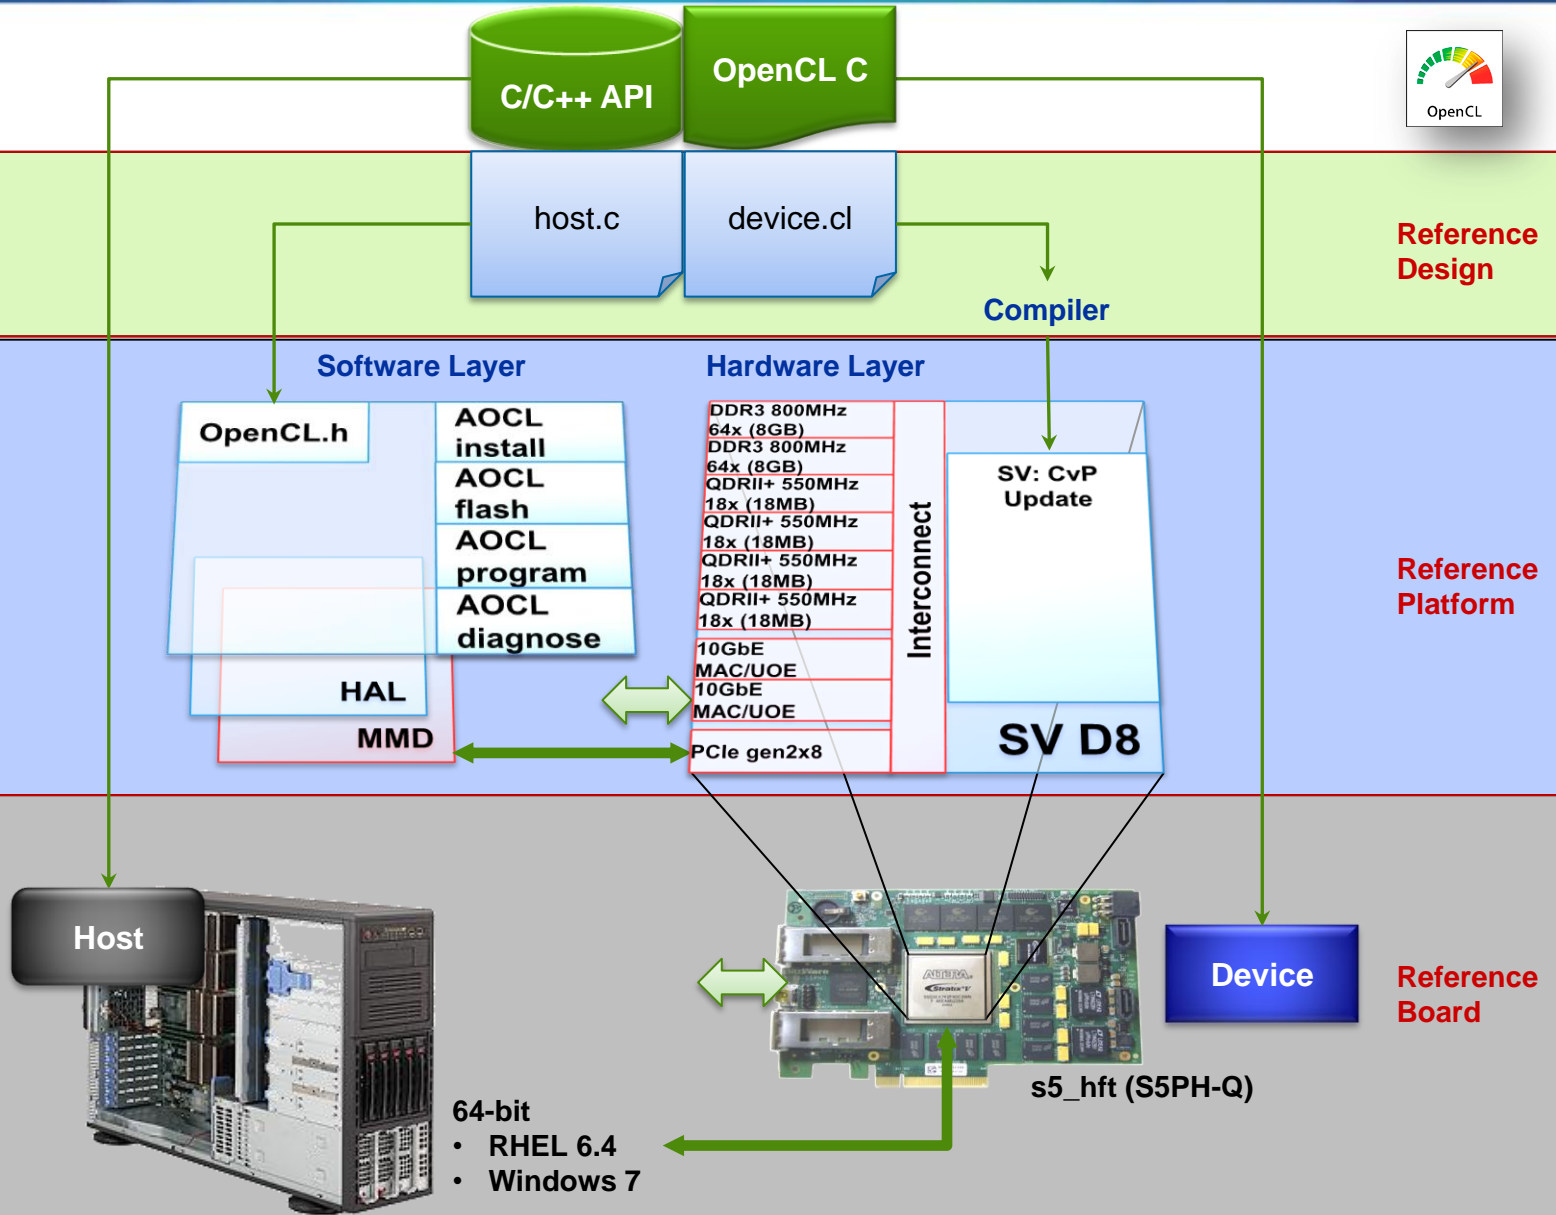 C/C++ API
OpenCL C
OpenCL
host.c
device.cl
Reference
Design
Compiler
Software Layer
Hardware Layer
OpenCL.h
AOCL
install
AOCL
flash
AOCL
program
AOCL
diagnose
HAL
MMD
DDR3 800MHz
64x (8GB)
DDR3 800MHz
64x (8GB)
QDRII+ 550MHz
18x (18MB)
QDRII+ 550MHz
18x (18MB)
QDRII+ 550MHz
18x (18MB)
QDRII+ 550MHz
18x (18MB)
10GbE
MAC/UOE
10GbE
MAC/UOE
PCIe gen2x8
Interconnect
SV: CvP
Update
SV D8
Reference
Platform
Host
ALTERA
Stratix V
Device
Reference
Board
s5_hft (S5PH-Q)
64-bit
• RHEL 6.4
• Windows 7